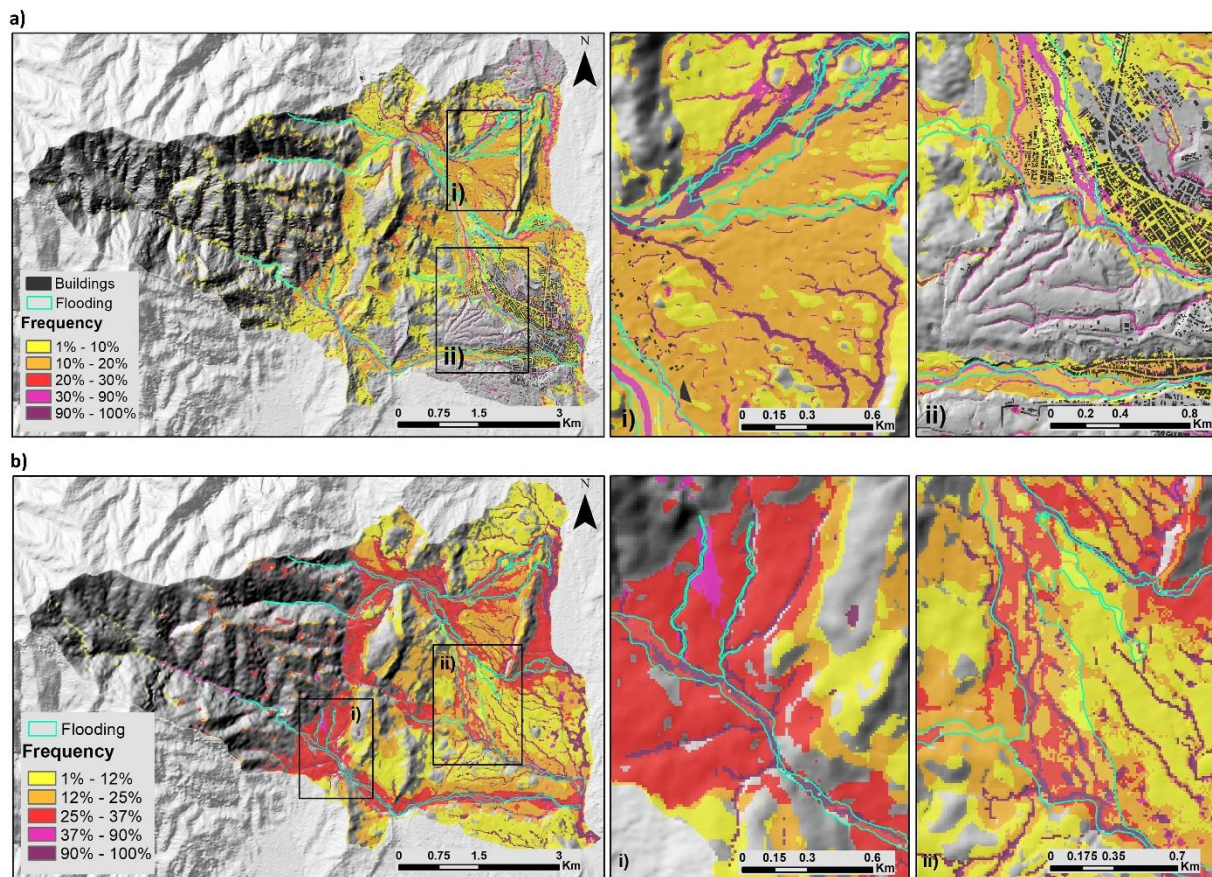 a)
N
i)
ii)
Buildings
Flooding
Frequency
1% - 10%
10% - 20%
20% - 30%
30% - 90%
90% - 100%
0 0.75 1.5 3
Km
i)
0 0.15 0.3 0.6
Km
ii)
0 0.2 0.4 0.8
Km
b)
N
ii)
i)
Flooding
Frequency
1% - 12%
12% - 25%
25% - 37%
37% - 90%
90% - 100%
0 0.75 1.5 3
Km
i)
0 0.15 0.3 0.6
Km
ii)
0 0.175 0.35 0.7
Km